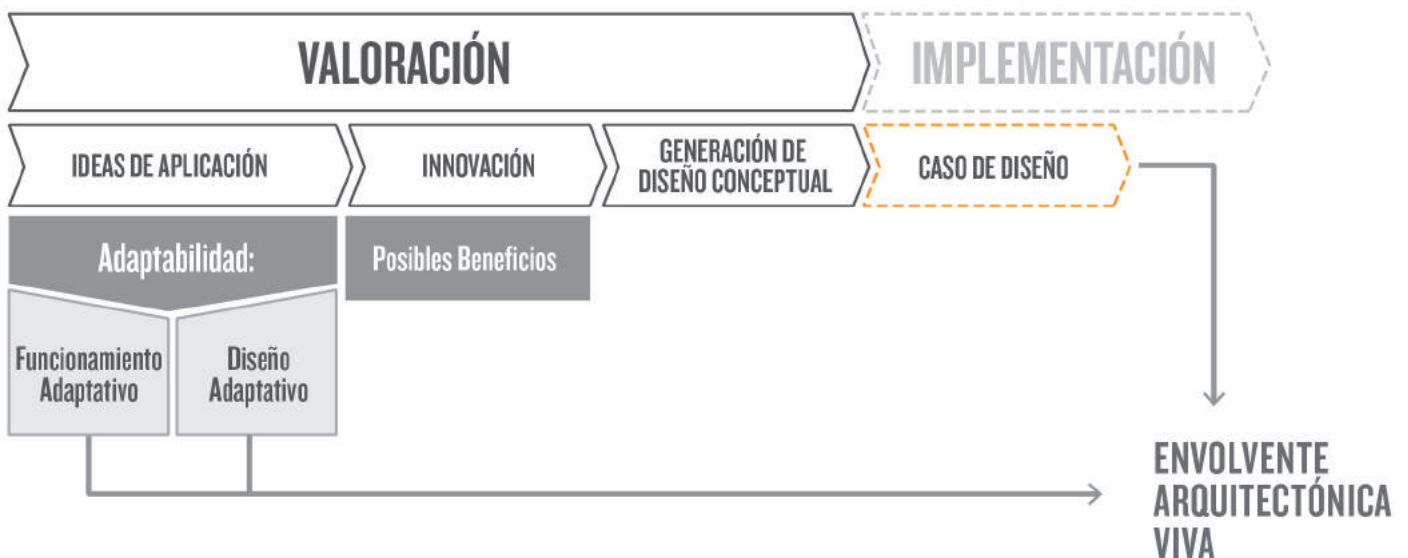 VALORACIÓN
IMPLEMENTACIÓN
IDEAS DE APLICACIÓN
INNOVACIÓN
GENERACIÓN DE
DISEÑO CONCEPTUAL
CASO DE DISEÑO
Adaptabilidad:
Posibles Beneficios
Funcionamiento
Adaptativo
Diseño
Adaptativo
ENVOLVENTE
ARQUITECTÓNICA
VIVA